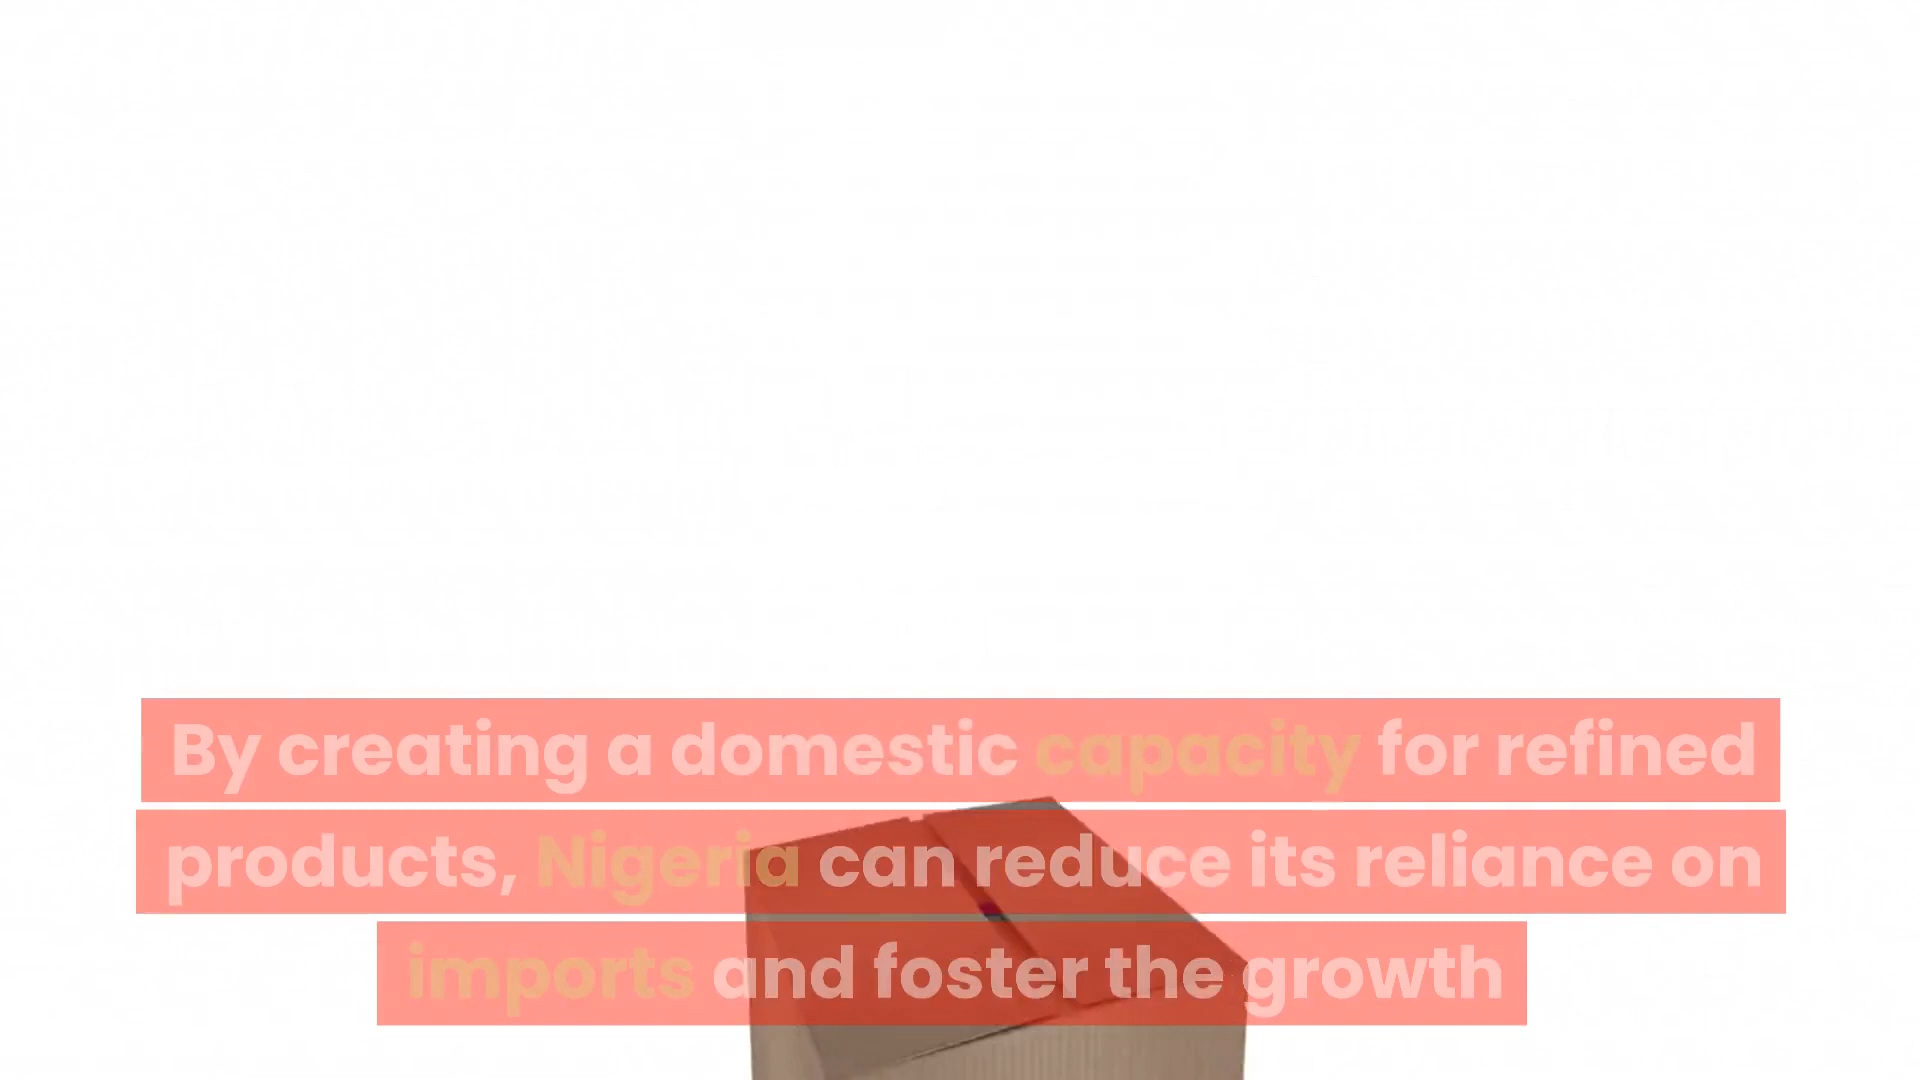 By creating a domestic capacity for refined
products, Nigeria can reduce its reliance on
imports and foster the growth